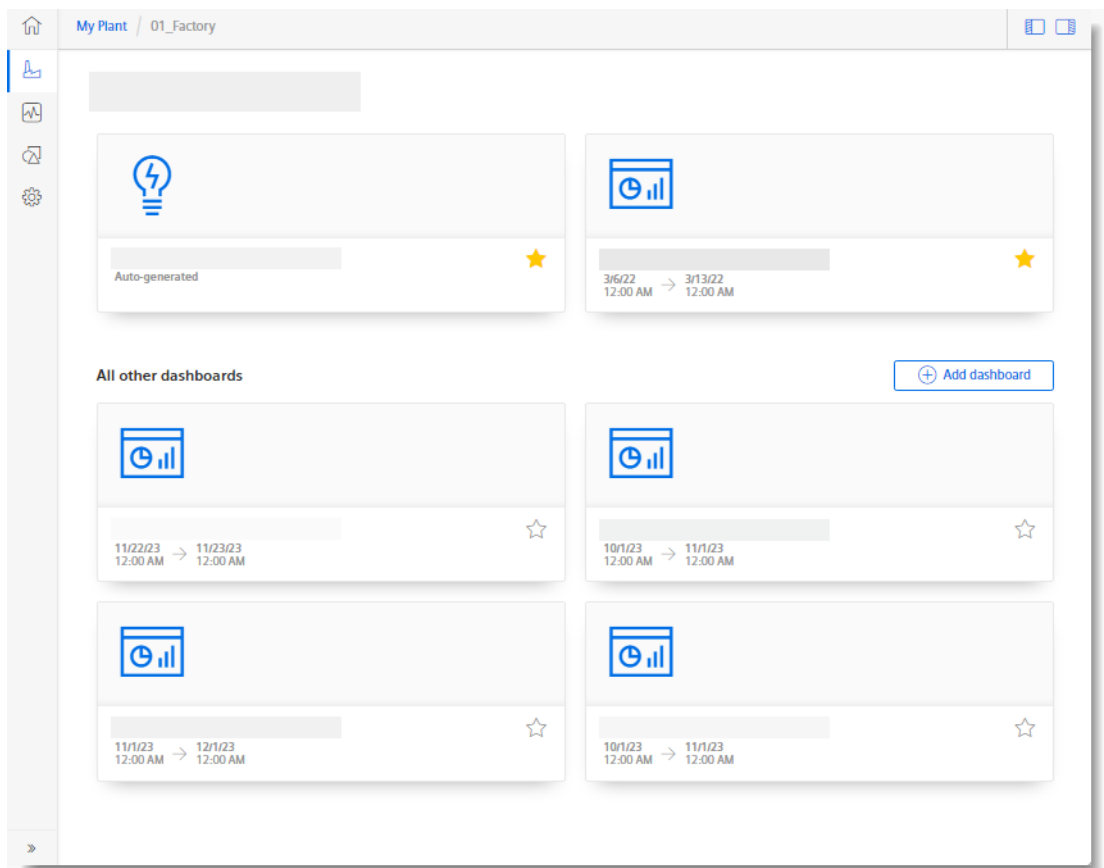 My Plant / 01_Factory
Auto-generated
3/6/22 → 3/13/22
12:00 AM 12:00 AM
All other dashboards
Add dashboard
11/22/23 → 11/23/23
12:00 AM 12:00 AM
10/1/23 → 11/1/23
12:00 AM 12:00 AM
11/1/23 → 12/1/23
12:00 AM 12:00 AM
10/1/23 → 11/1/23
12:00 AM 12:00 AM